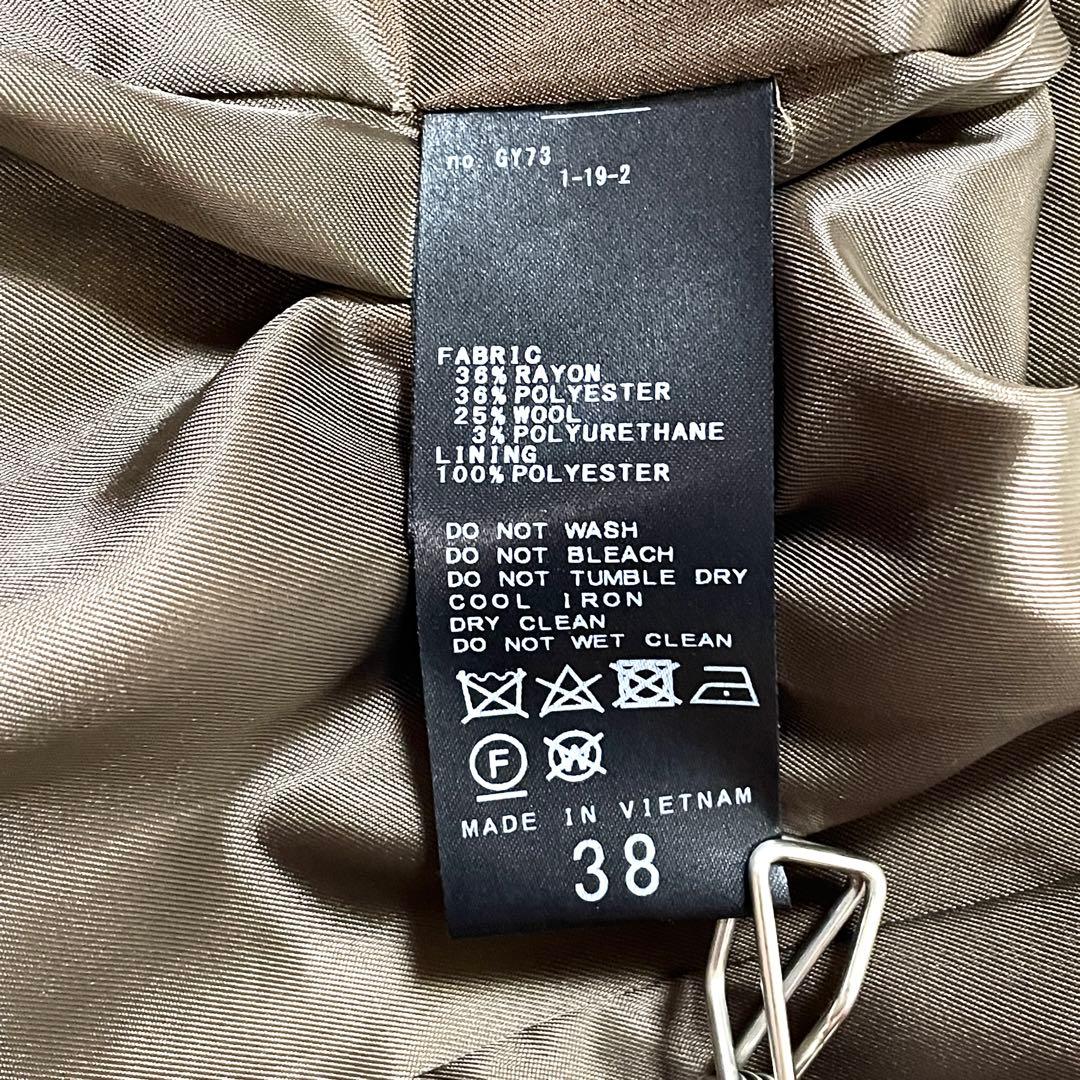 no. GY73
1-19-2
FABRIC
36% RAYON
36% POLYESTER
25% WOOL
3% POLYURETHANE
LINING
100% POLYESTER
DO NOT WASH
DO NOT BLEACH
DO NOT TUMBLE DRY
COOL IRON
DRY CLEAN
DO NOT WET CLEAN
F W
MADE IN VIETNAM
38